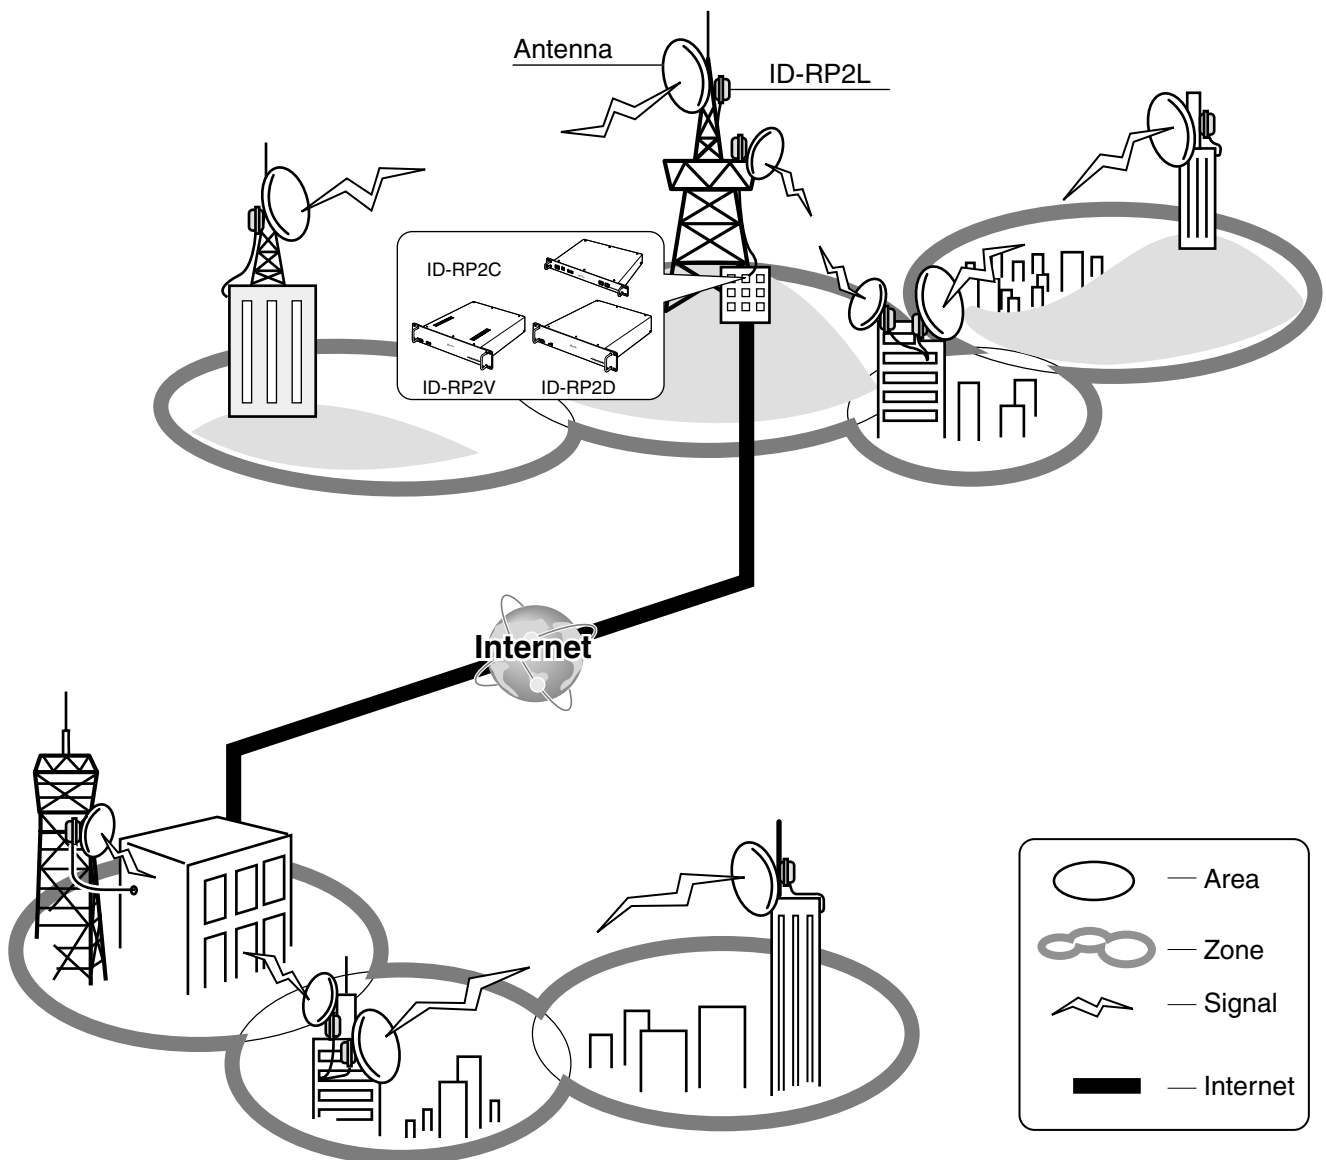 Antenna
ID-RP2L
ID-RP2C
ID-RP2V
ID-RP2D
Internet
Area
Zone
Signal
Internet